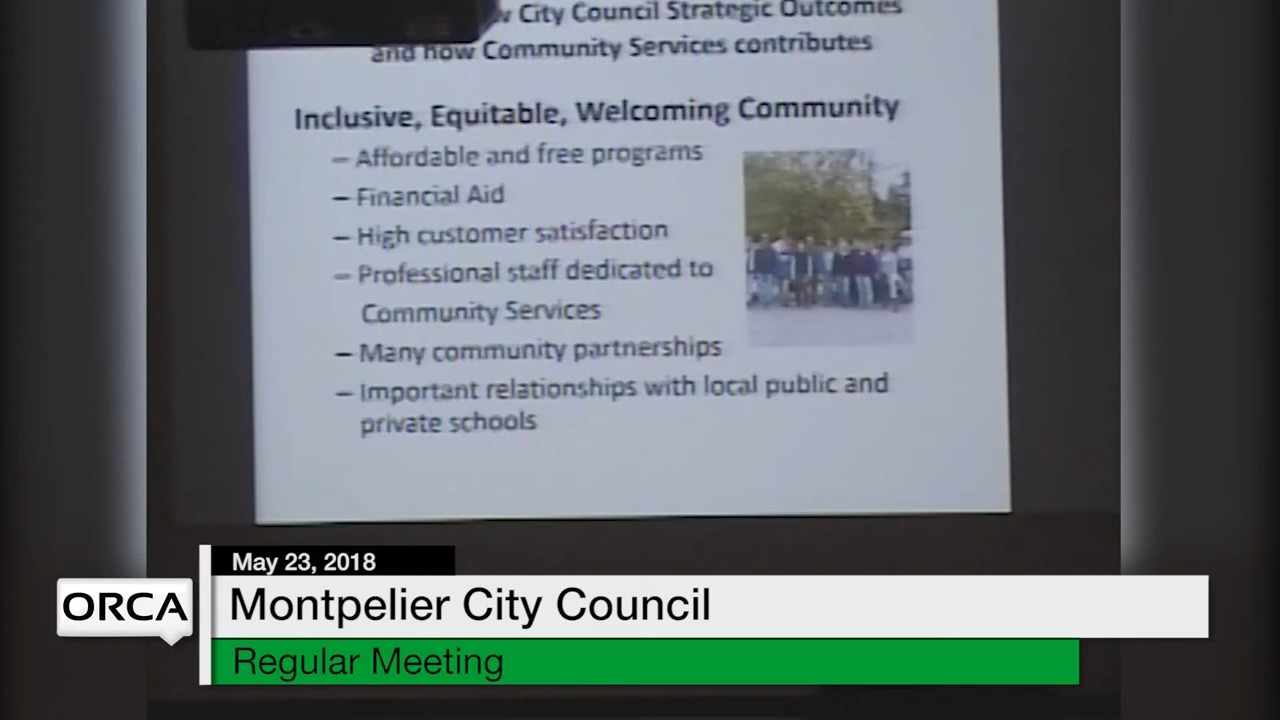 City Council Strategic Outcomes
and how Community Services contributes
Inclusive, Equitable, Welcoming Community
– Affordable and free programs
– Financial Aid
– High customer satisfaction
– Professional staff dedicated to
Community Services
– Many community partnerships
– Important relationships with local public and
private schools
May 23, 2018
ORCA
Montpelier City Council
Regular Meeting